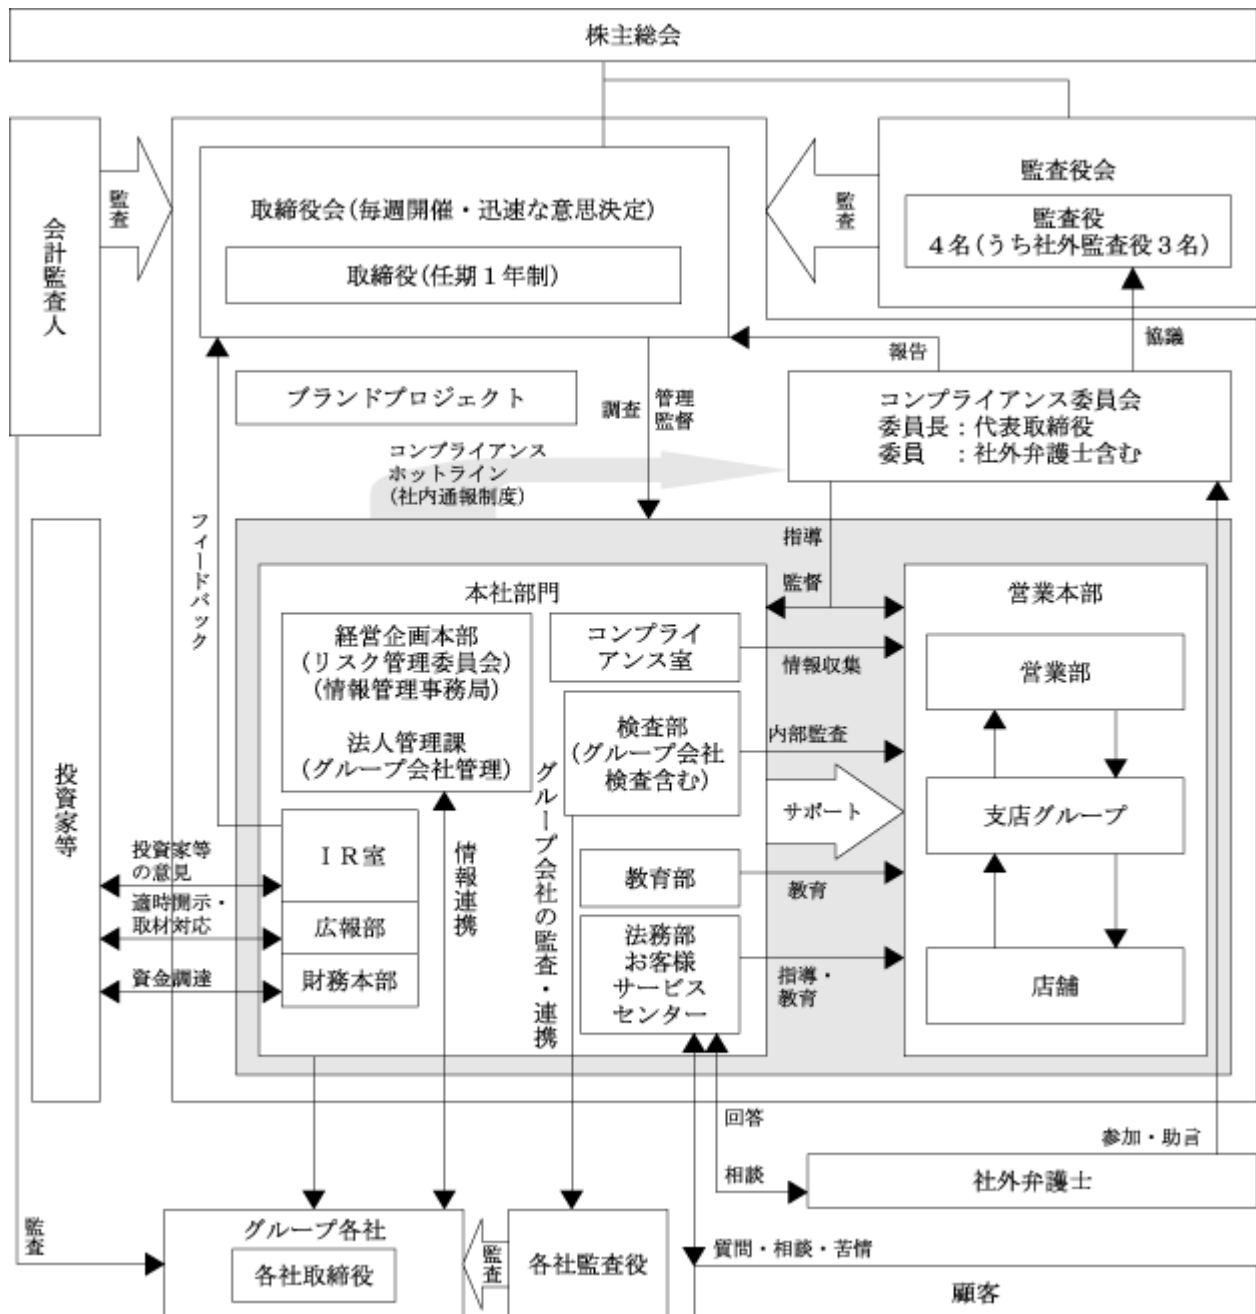 株主総会
会計監査人
監査
取締役会(毎週開催・迅速な意思決定)
取締役(任期１年制)
監査
監査役会
監査役
４名(うち社外監査役３名)
ブランドプロジェクト
調査
管理
監督
報告
協議
コンプライアンス委員会
委員長：代表取締役
委員　：社外弁護士含む
コンプライアンス
ホットライン
(社内通報制度)
フィードバック
指導
監督
投資家等
本社部門
経営企画本部
(リスク管理委員会)
(情報管理事務局)
法人管理課
(グループ会社管理)
コンプライ
アンス室
情報収集
検査部
(グループ会社
検査含む)
内部監査
サポート
営業本部
営業部
支店グループ
店舗
ＩＲ室
広報部
財務本部
投資家等
の意見
適時開示・
取材対応
資金調達
情報連携
グループ会社の監査・連携
教育部
教育
法務部
お客様
サービス
センター
指導・
教育
回答
相談
参加・助言
社外弁護士
監査
グループ各社
各社取締役
監査
各社監査役
質問・相談・苦情
顧客